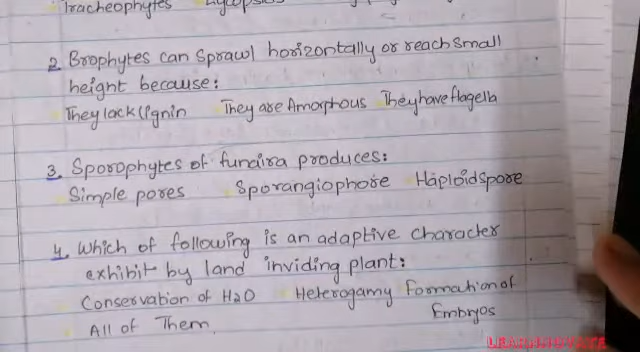 Tracheophytes Lycopsids
2. Brophytes can Sprawl horizontally or reach small
height because:
They lack lignin They are Amorphous They have flagella
3. Sporophytes of funaira produces:
Simple pores Sporangiophore Haploid spore
4. Which of following is an adaptive character
exhibit by land inviding plant:
Conservation of H2O Heterogamy Formation of
Embryos
All of Them.